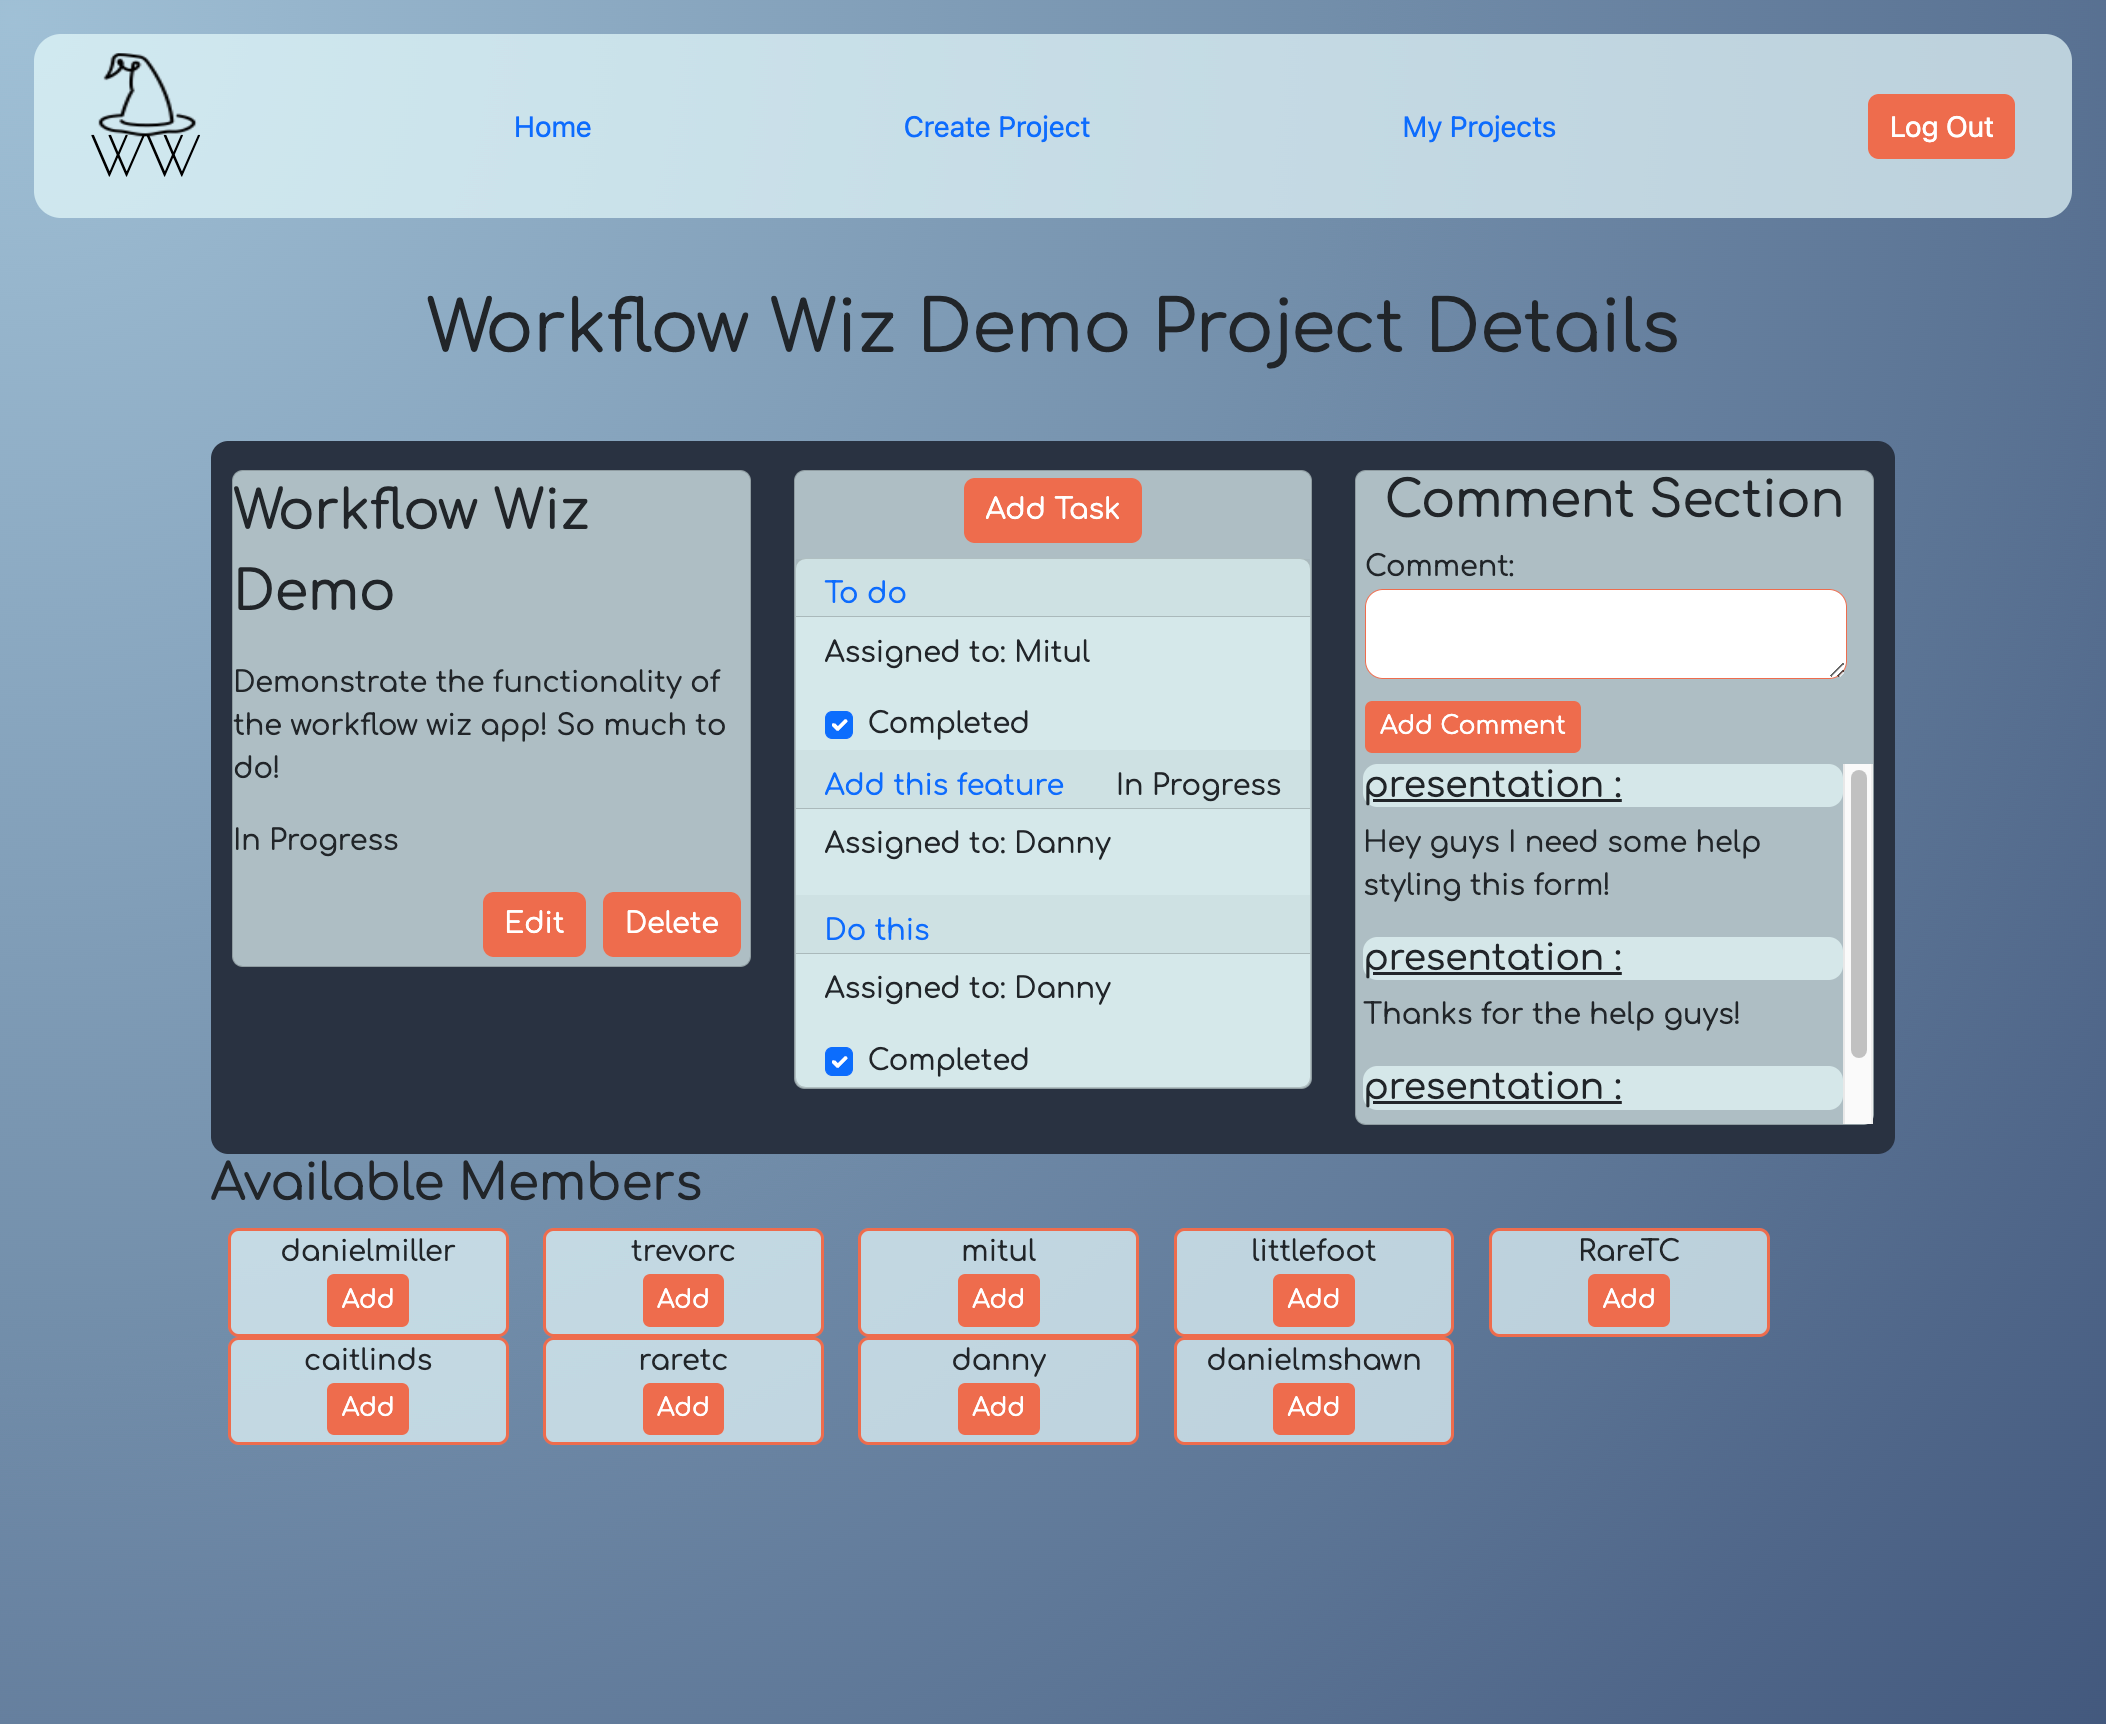 WW
Home
Create Project
My Projects
Log Out
Workflow Wiz Demo Project Details
Workflow Wiz
Demo
Demonstrate the functionality of
the workflow wiz app! So much to
do!
In Progress
Edit
Delete
Add Task
To do
Assigned to: Mitul
Completed
Add this feature
In Progress
Assigned to: Danny
Do this
Assigned to: Danny
Completed
Comment Section
Comment:
Add Comment
presentation :
Hey guys I need some help
styling this form!
presentation :
Thanks for the help guys!
presentation :
Available Members
danielmiller
Add
trevorc
Add
mitul
Add
littlefoot
Add
RareTC
Add
caitlinds
Add
raretc
Add
danny
Add
danielmshawn
Add